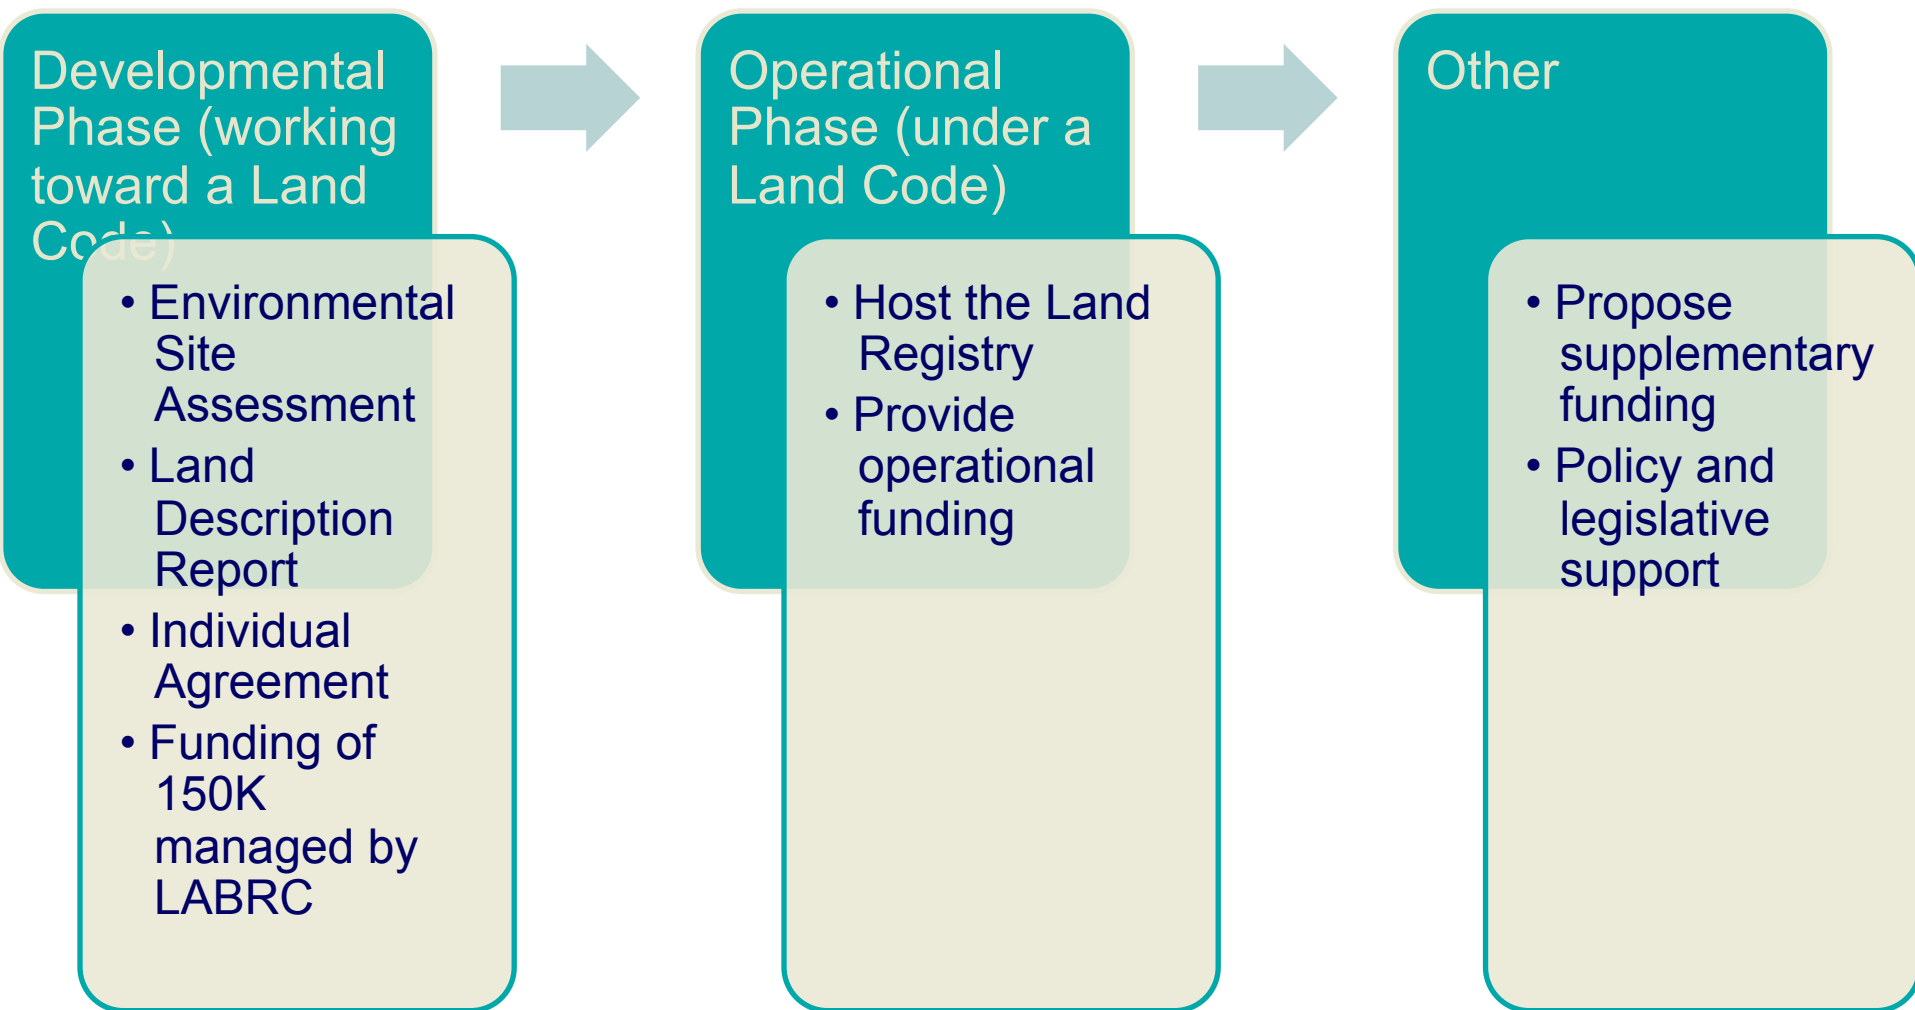 Developmental
Phase (working
toward a Land
Code)
• Environmental
Site
Assessment
• Land
Description
Report
• Individual
Agreement
• Funding of
150K
managed by
LABRC
Operational
Phase (under a
Land Code)
• Host the Land
Registry
• Provide
operational
funding
Other
• Propose
supplementary
funding
• Policy and
legislative
support